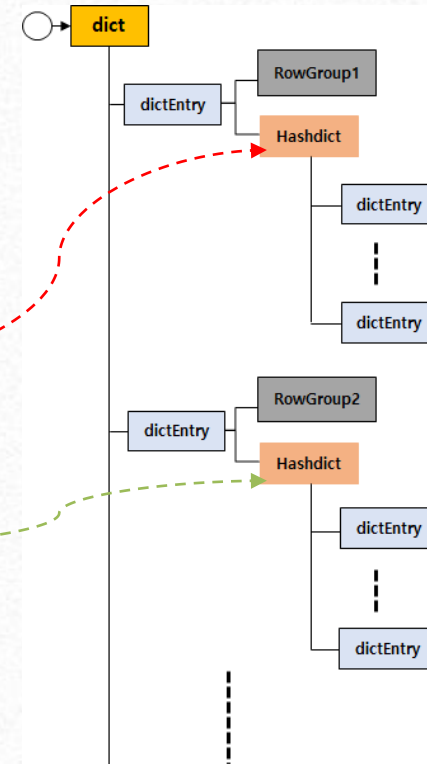 dict
RowGroup1
dictEntry
Hashdict
dictEntry
dictEntry
RowGroup2
dictEntry
Hashdict
dictEntry
dictEntry